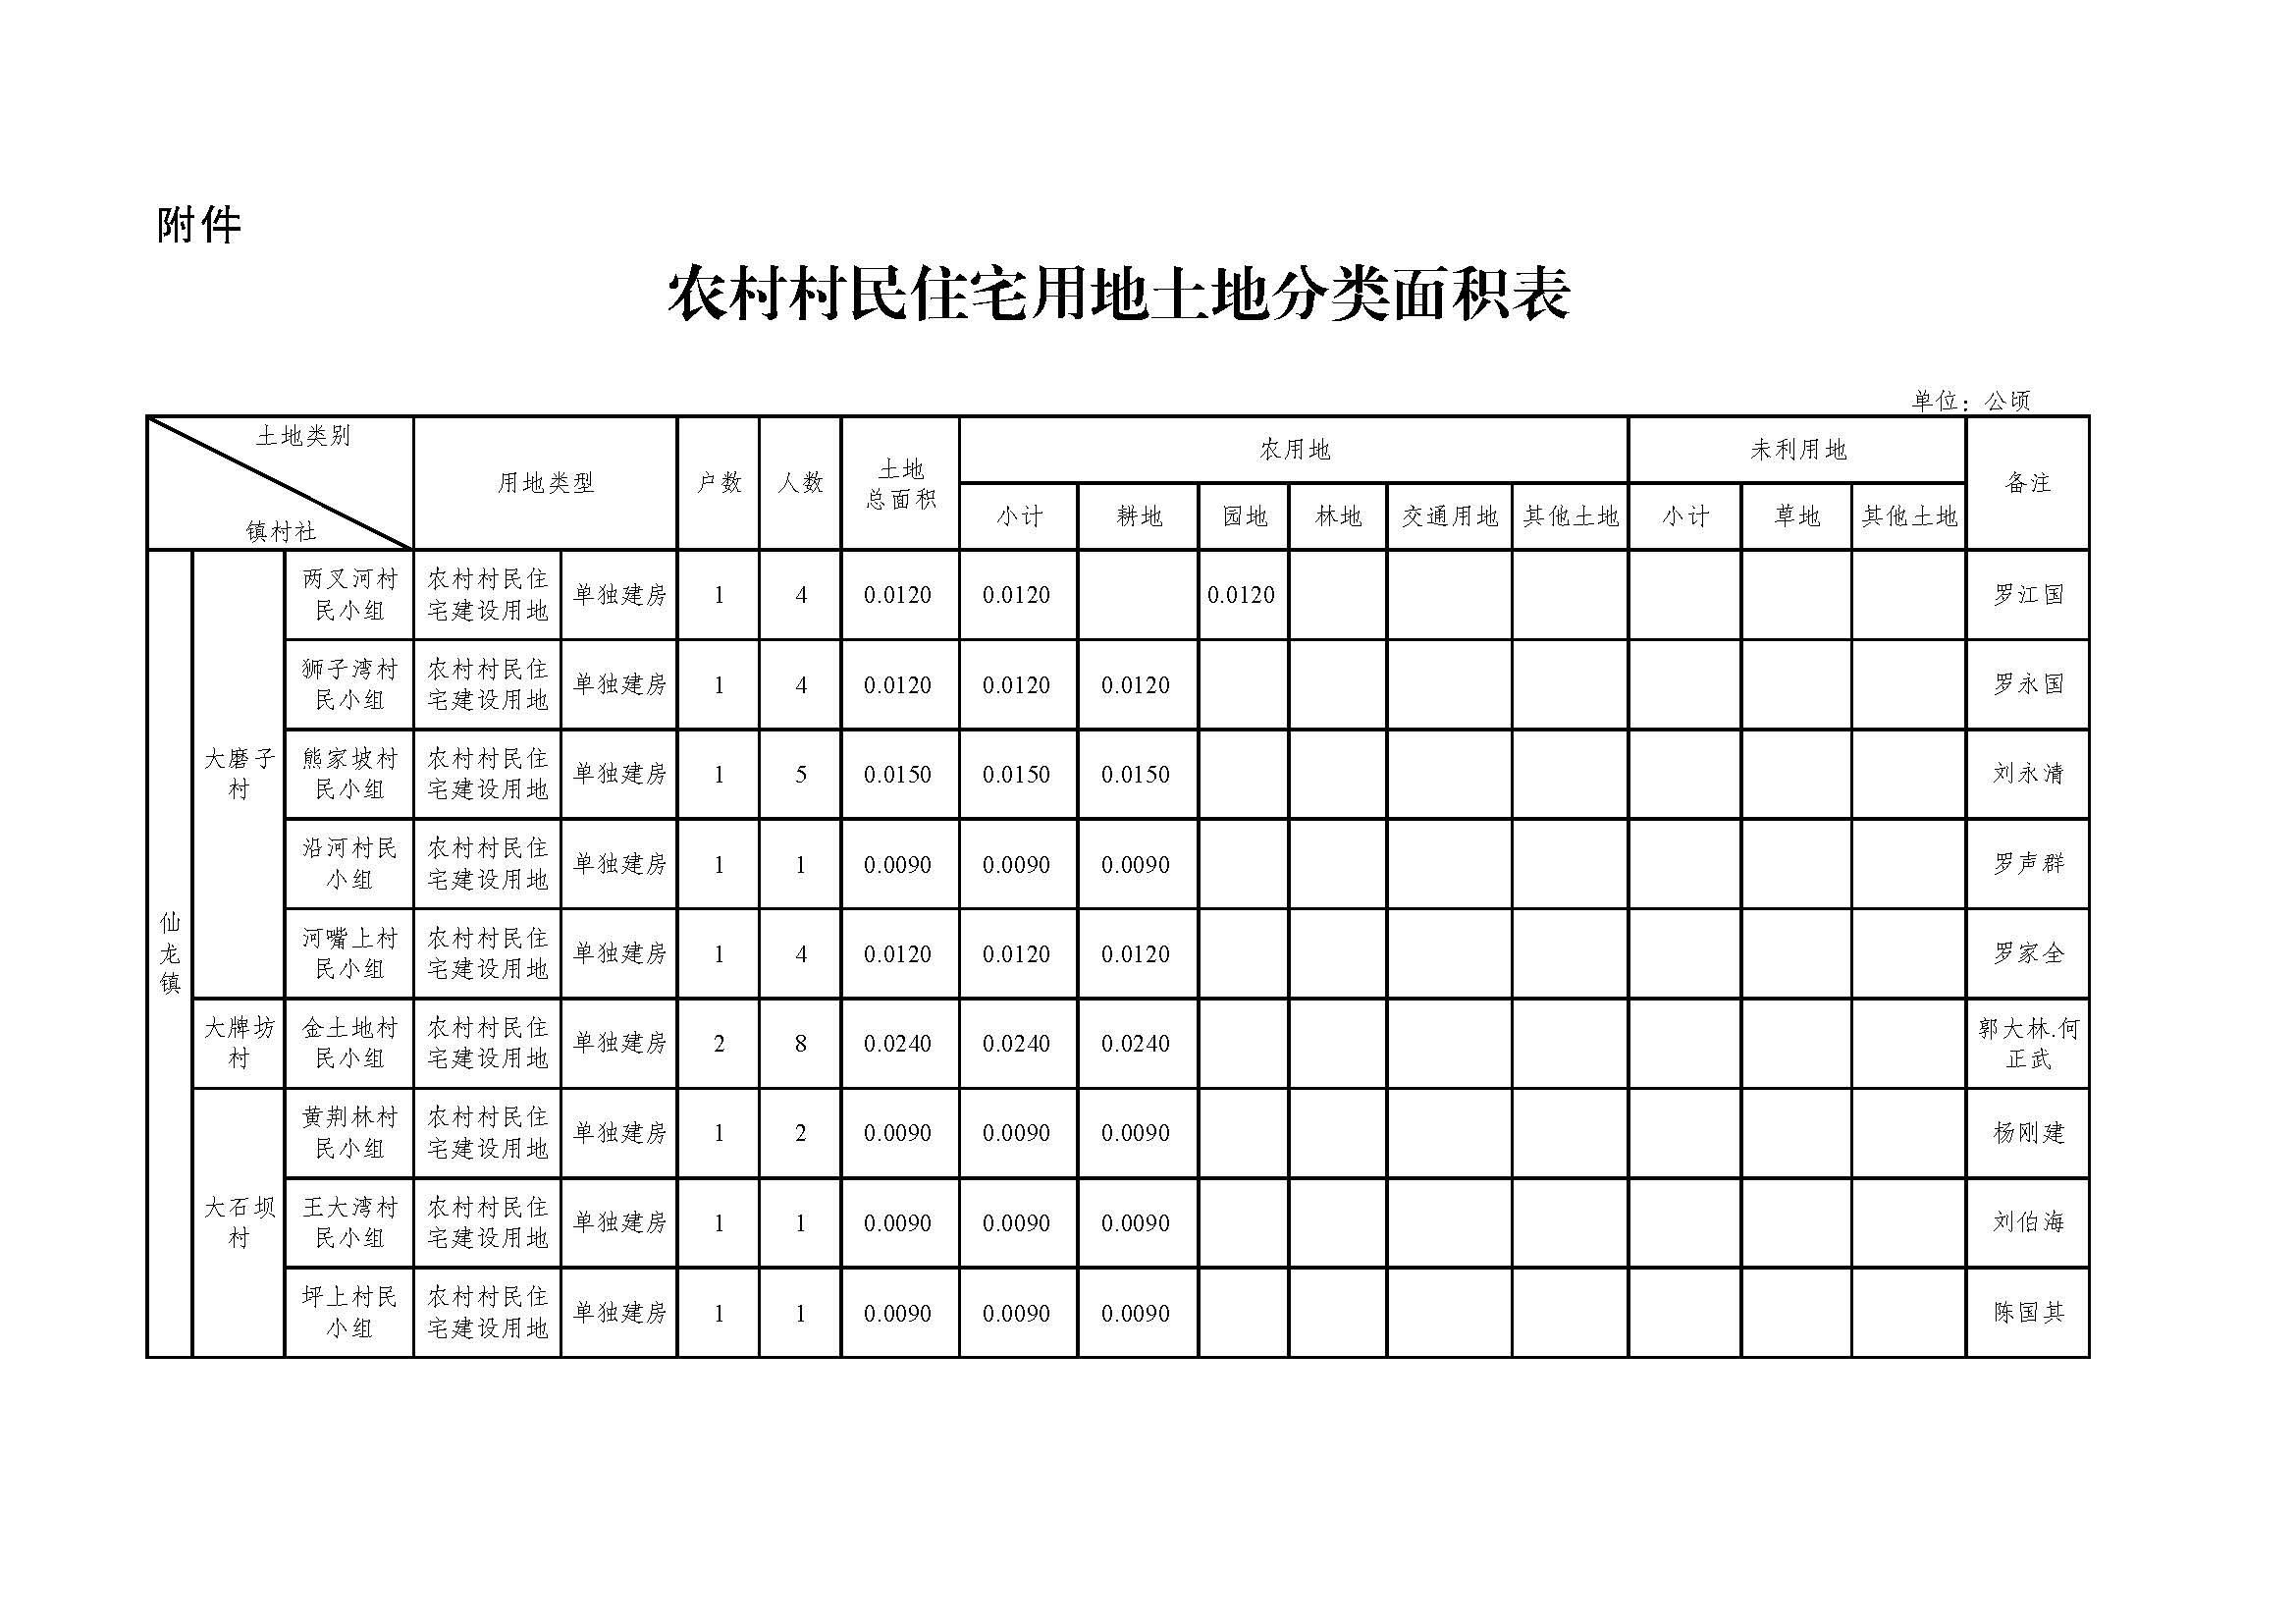 附件
农村村民住宅用地土地分类面积表
单位：公顷
土地类别
镇村社
用地类型
户数
人数
土地
总面积
农用地
未利用地
备注
小计
耕地
园地
林地
交通用地
其他土地
小计
草地
其他土地
仙
龙
镇
大磨子
村
两叉河村
民小组
农村村民住
宅建设用地
单独建房
1
4
0.0120
0.0120
0.0120
罗江国
狮子湾村
民小组
农村村民住
宅建设用地
单独建房
1
4
0.0120
0.0120
0.0120
罗永国
熊家坡村
民小组
农村村民住
宅建设用地
单独建房
1
5
0.0150
0.0150
0.0150
刘永清
沿河村民
小组
农村村民住
宅建设用地
单独建房
1
1
0.0090
0.0090
0.0090
罗声群
河嘴上村
民小组
农村村民住
宅建设用地
单独建房
1
4
0.0120
0.0120
0.0120
罗家全
大牌坊
村
金土地村
民小组
农村村民住
宅建设用地
单独建房
2
8
0.0240
0.0240
0.0240
郭大林.何
正武
大石坝
村
黄荆林村
民小组
农村村民住
宅建设用地
单独建房
1
2
0.0090
0.0090
0.0090
杨刚建
王大湾村
民小组
农村村民住
宅建设用地
单独建房
1
1
0.0090
0.0090
0.0090
刘伯海
坪上村民
小组
农村村民住
宅建设用地
单独建房
1
1
0.0090
0.0090
0.0090
陈国其